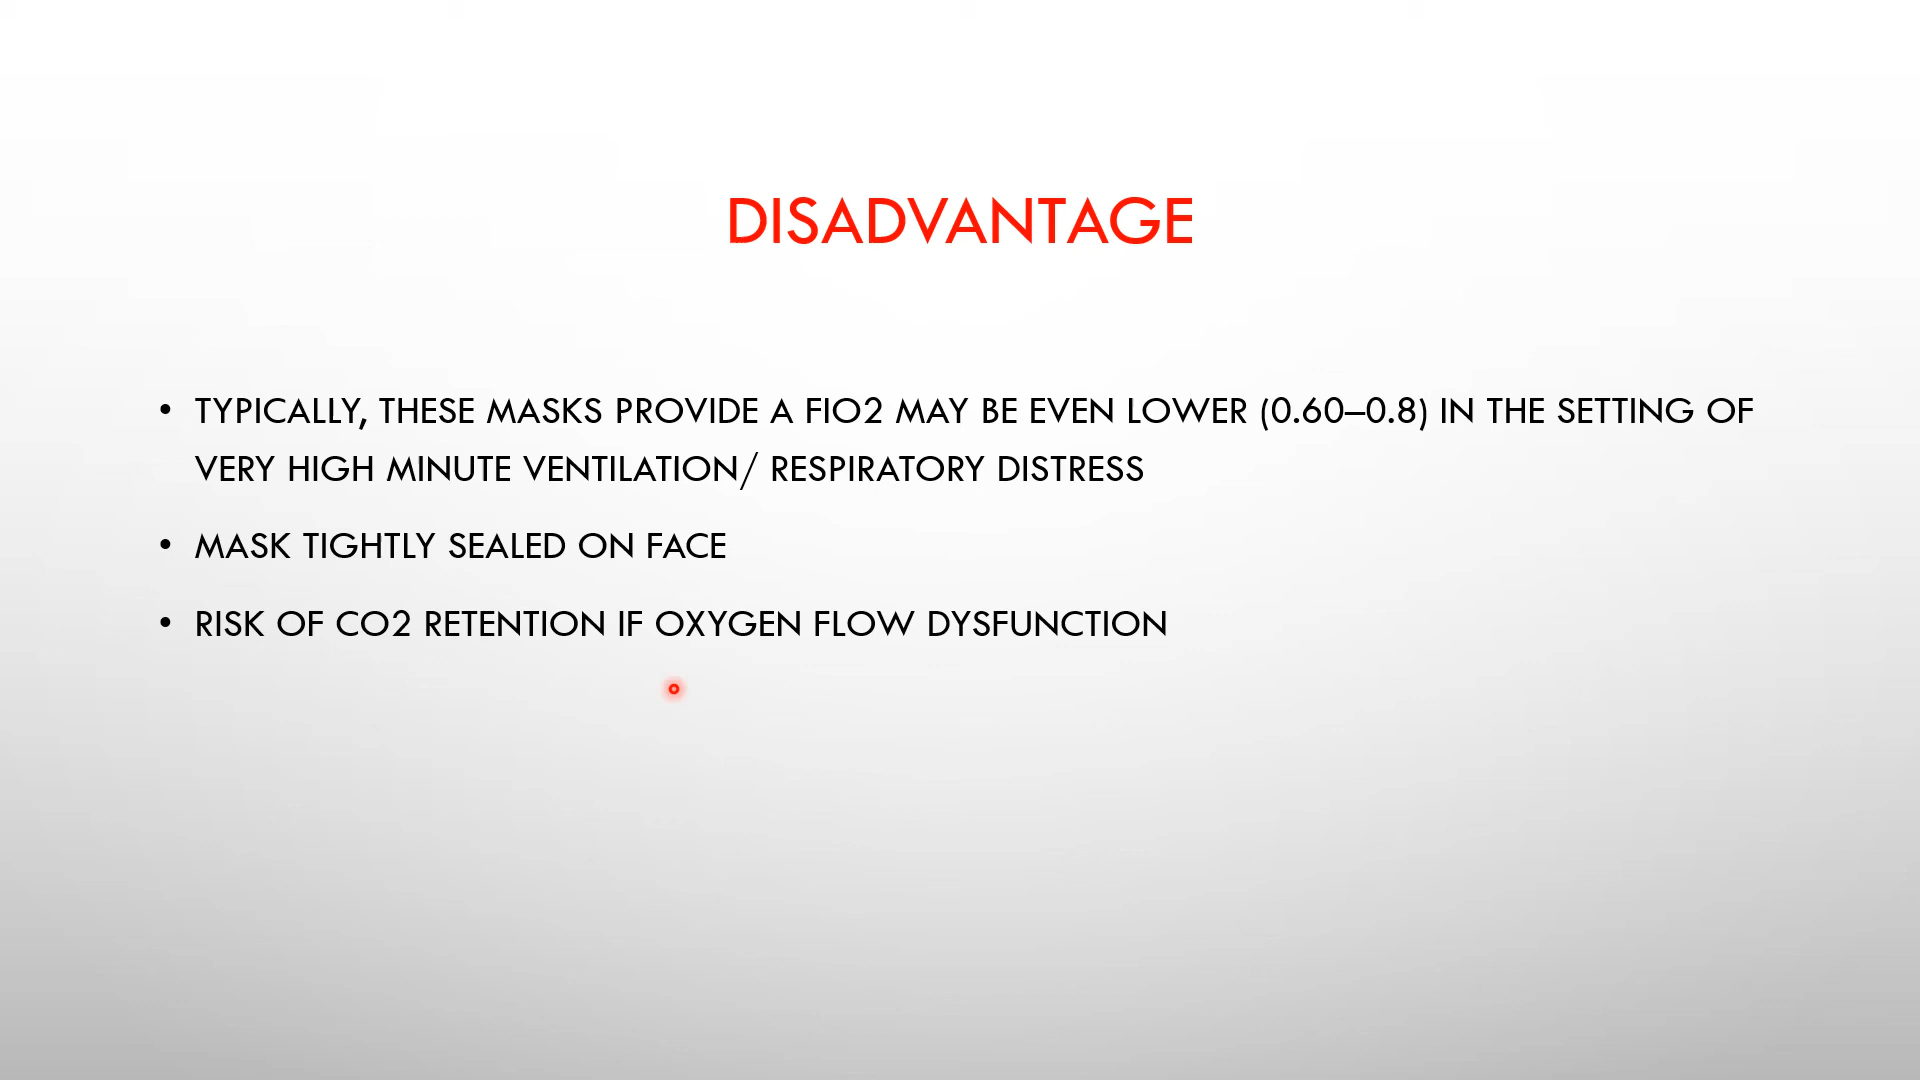 DISADVANTAGE
• TYPICALLY, THESE MASKS PROVIDE A FIO2 MAY BE EVEN LOWER (0.60–0.8) IN THE SETTING OF
VERY HIGH MINUTE VENTILATION/ RESPIRATORY DISTRESS
• MASK TIGHTLY SEALED ON FACE
• RISK OF CO2 RETENTION IF OXYGEN FLOW DYSFUNCTION